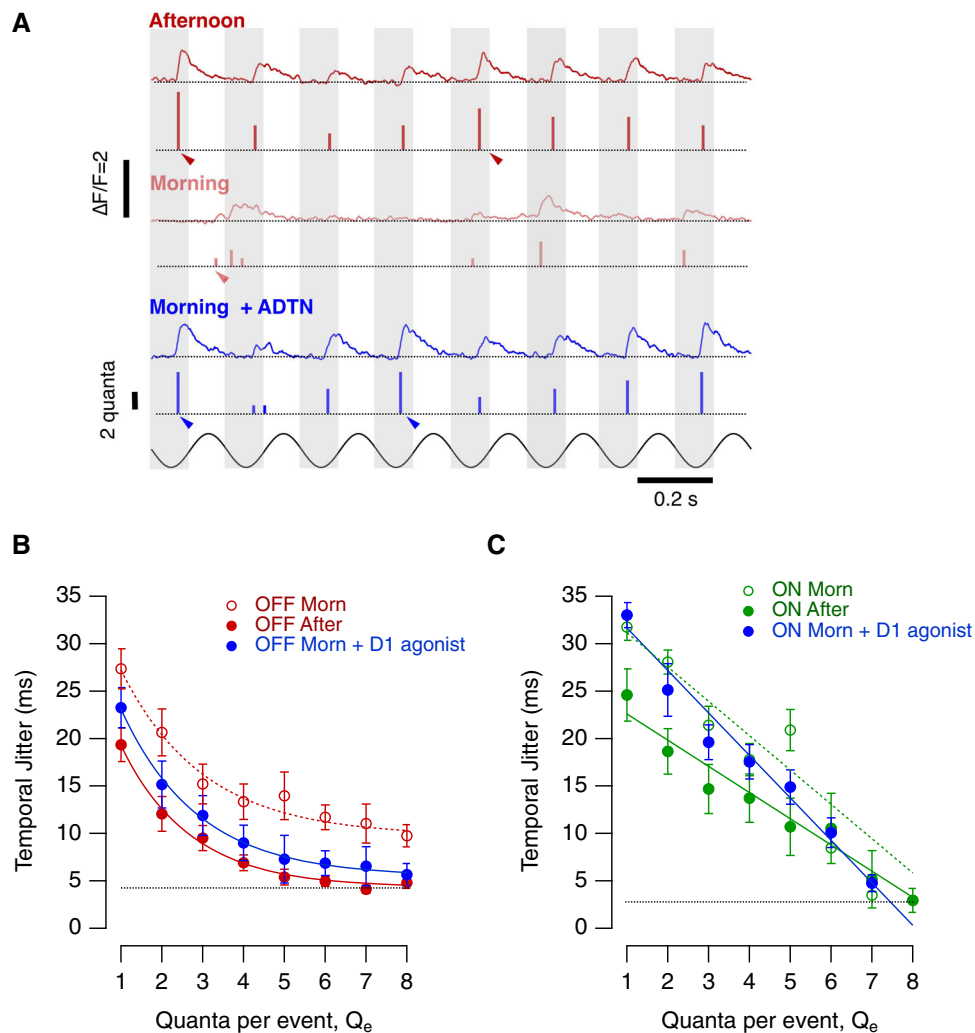 A
Afternoon
ΔF/F=2
Morning
Morning + ADTN
2 quanta
0.2 s
B
OFF Morn
OFF After
OFF Morn + D1 agonist
Temporal Jitter (ms)
35
30
25
20
15
10
5
0
1 2 3 4 5 6 7 8
Quanta per event, Qe
C
ON Morn
ON After
ON Morn + D1 agonist
Temporal Jitter (ms)
35
30
25
20
15
10
5
0
1 2 3 4 5 6 7 8
Quanta per event, Qe